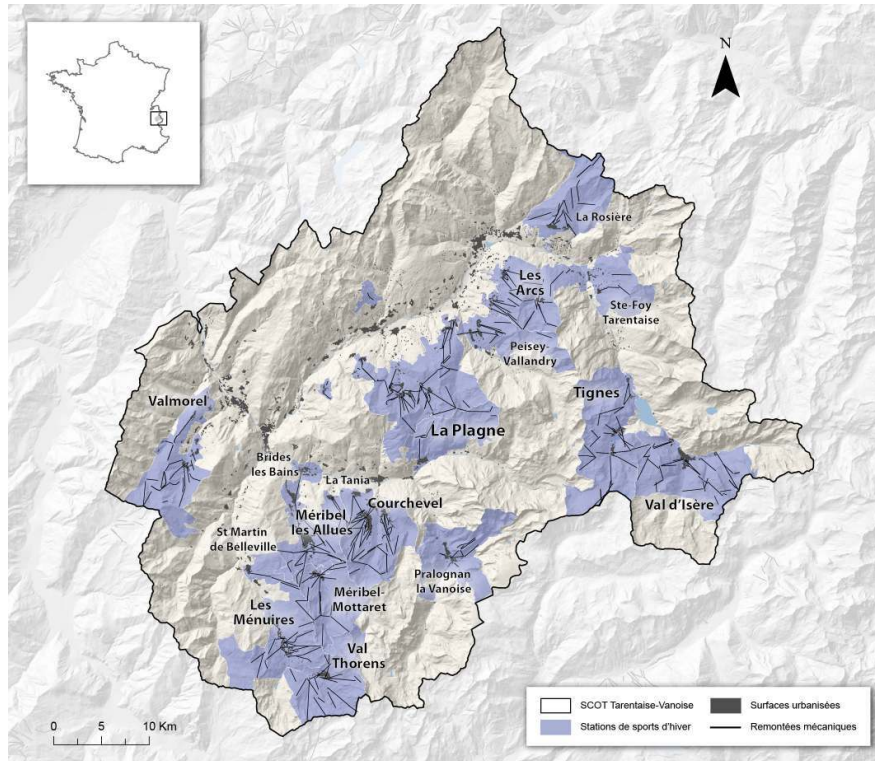 N
La Rosière
Les
Arcs
Ste-Foy
Tarentaise
Peisey-
Vallandry
Tignes
Valmorel
La Plagne
Brides
les Bains
La Tania
Courchevel
Méribel
les Allues
Val d'Isère
St Martin
de Belleville
Pralognan
la Vanoise
Méribel-
Mottaret
Les
Ménuires
Val
Thorens
0 5 10 Km
SCOT Tarentaise-Vanoise
Surfaces urbanisées
Stations de sports d'hiver
Remontées mécaniques